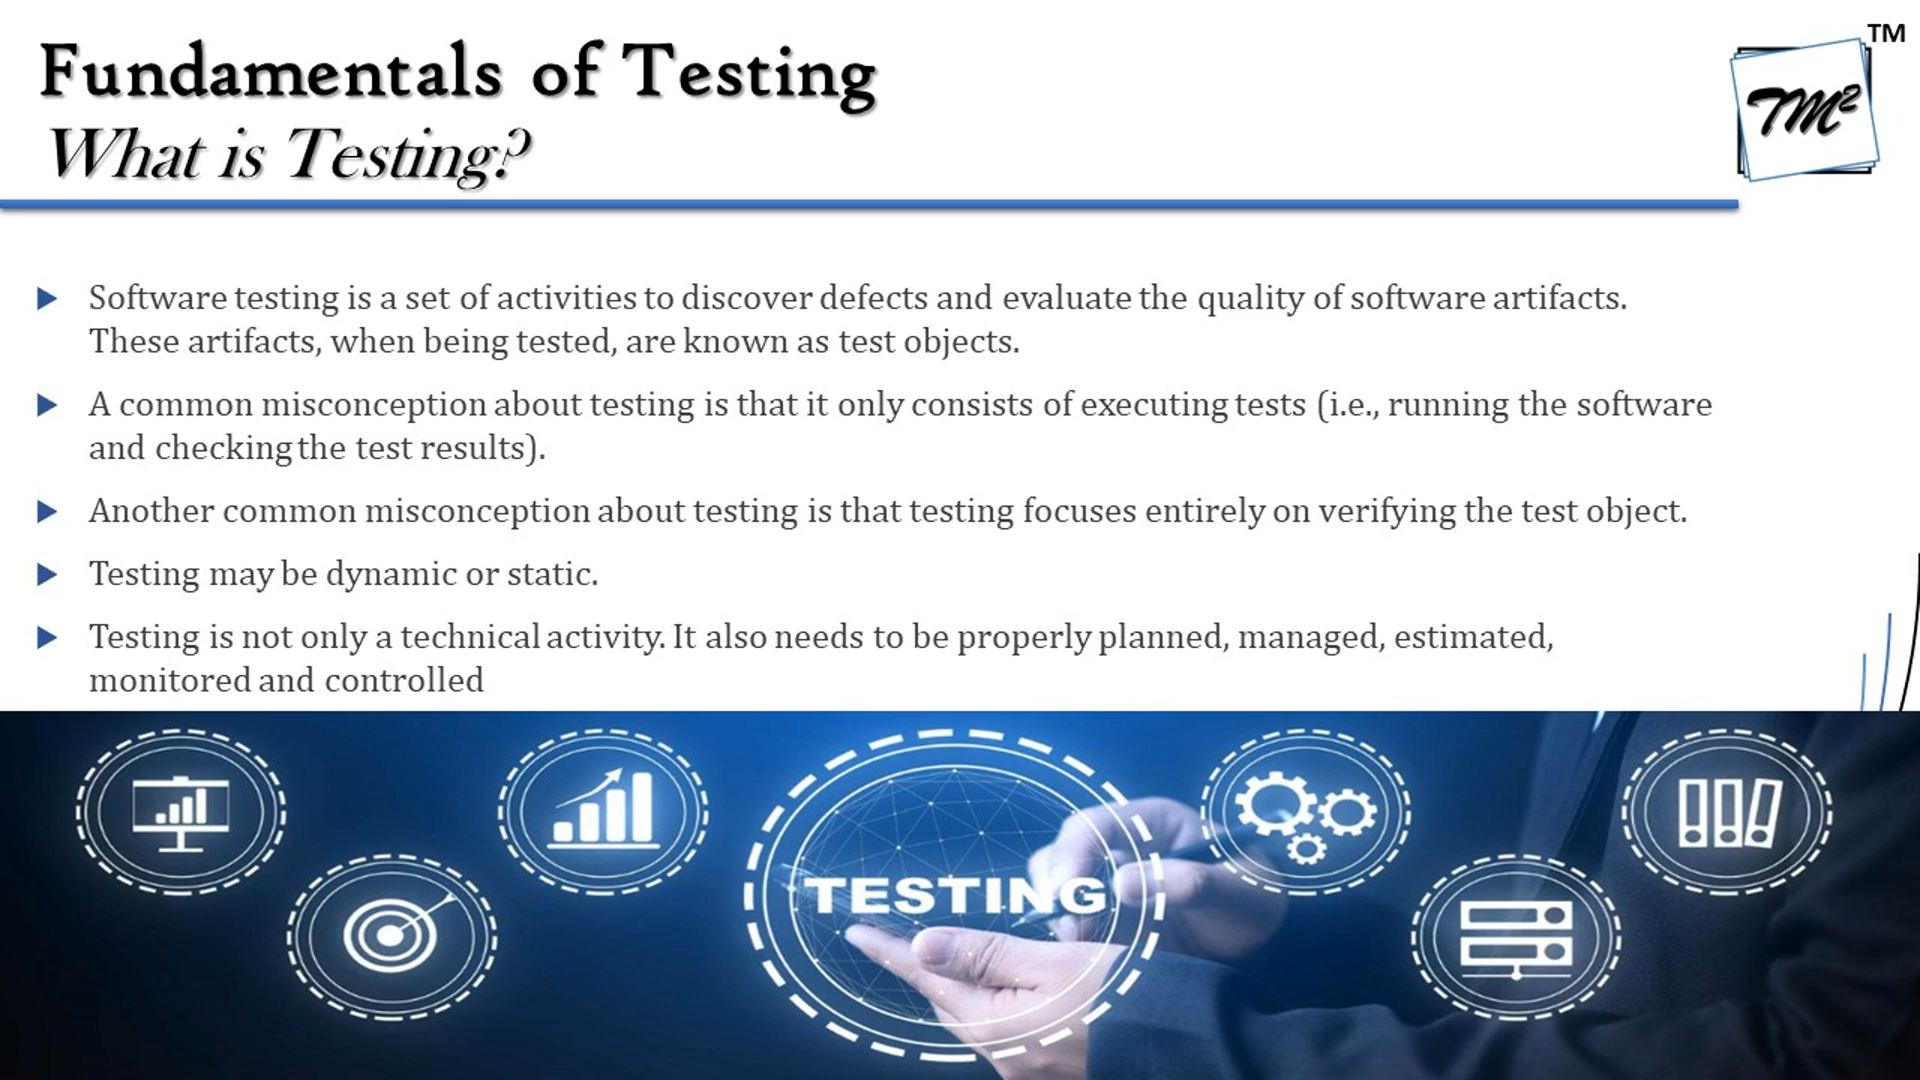 Fundamentals of Testing
What is Testing?
TM
TM2
Software testing is a set of activities to discover defects and evaluate the quality of software artifacts.
These artifacts, when being tested, are known as test objects.
A common misconception about testing is that it only consists of executing tests (i.e., running the software
and checking the test results).
Another common misconception about testing is that testing focuses entirely on verifying the test object.
Testing may be dynamic or static.
Testing is not only a technical activity. It also needs to be properly planned, managed, estimated,
monitored and controlled
TESTING